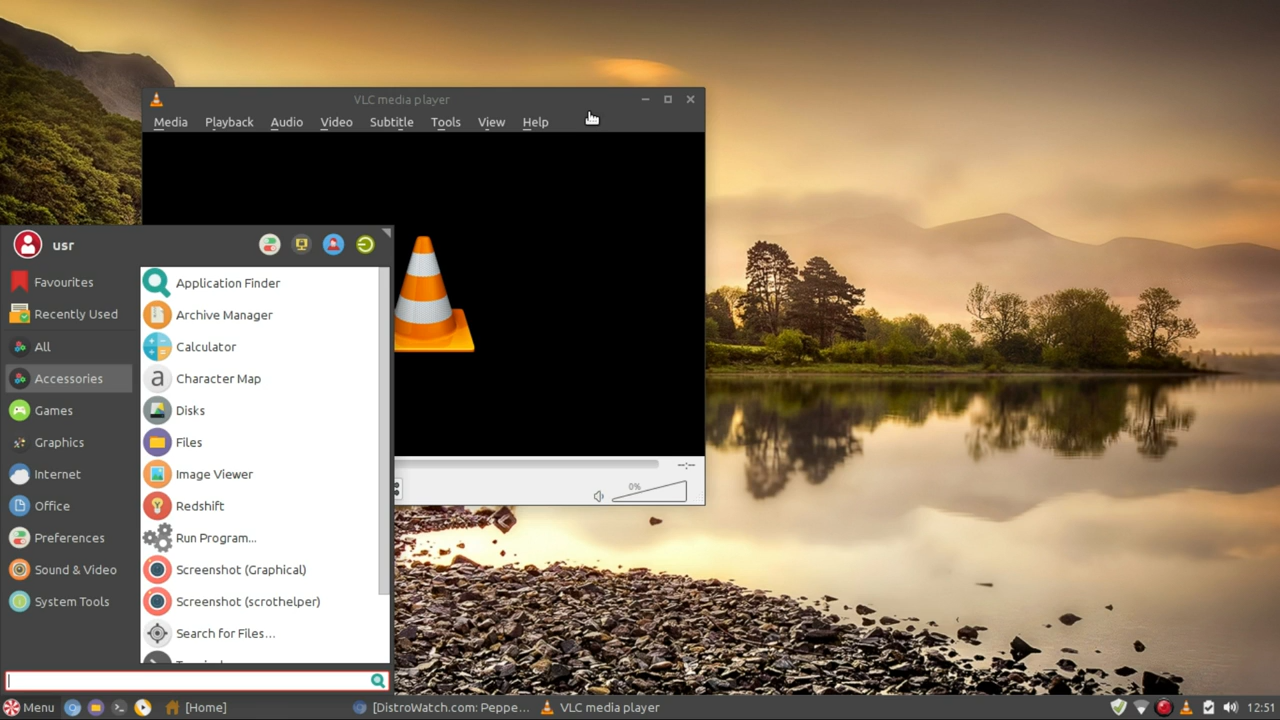 VLC media player
Media Playback Audio Video Subtitle Tools View Help
usr
Favourites
Recently Used
All
Accessories
Games
Graphics
Internet
Office
Preferences
Sound & Video
System Tools
Application Finder
Archive Manager
Calculator
a Character Map
Disks
Files
Image Viewer
Redshift
Run Program...
Screenshot (Graphical)
Screenshot (scrothelper)
Search for Files...
0%
Menu [Home] [DistroWatch.com: Peppe... VLC media player 12:51